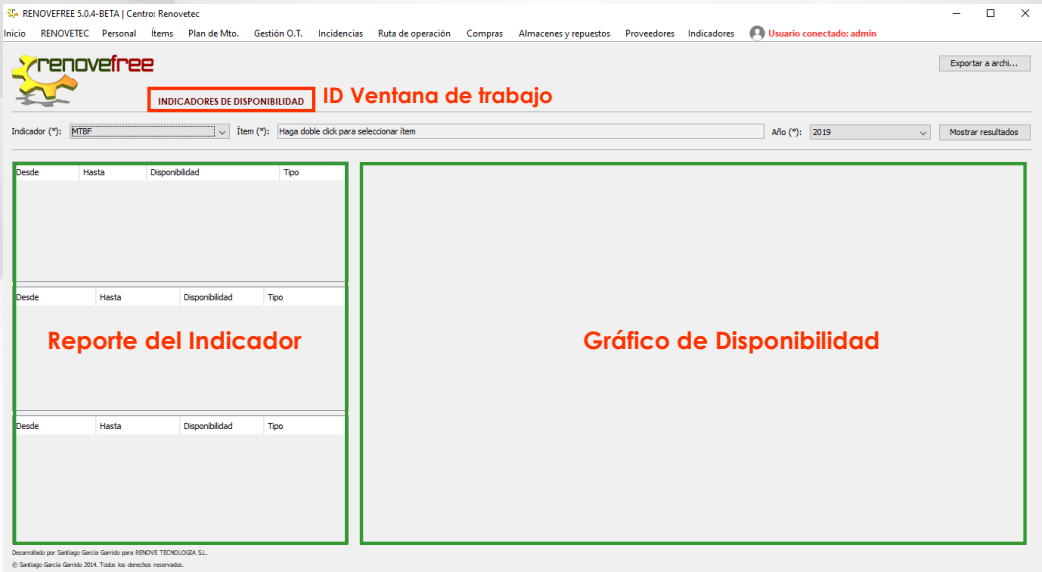 RENOVEFREE 5.0.4-BETA | Centro: Renovetec
Inicio RENOVETEC Personal Ítems Plan de Mto. Gestión O.T. Incidencias Ruta de operación Compras Almacenes y repuestos Proveedores Indicadores Usuario conectado: admin
renovefree
Exportar a archi...
INDICADORES DE DISPONIBILIDAD ID Ventana de trabajo
Indicador (*): MTBF Ítem (*): Haga doble click para seleccionar ítem Año (*): 2019 Mostrar resultados
Desde Hasta Disponibilidad Tipo
Desde Hasta Disponibilidad Tipo
Reporte del Indicador Gráfico de Disponibilidad
Desde Hasta Disponibilidad Tipo
Desarrollado por Santiago García Garrido para RENOVE TECNOLOGIA S.L.
© Santiago García Garrido 2014. Todos los derechos reservados.